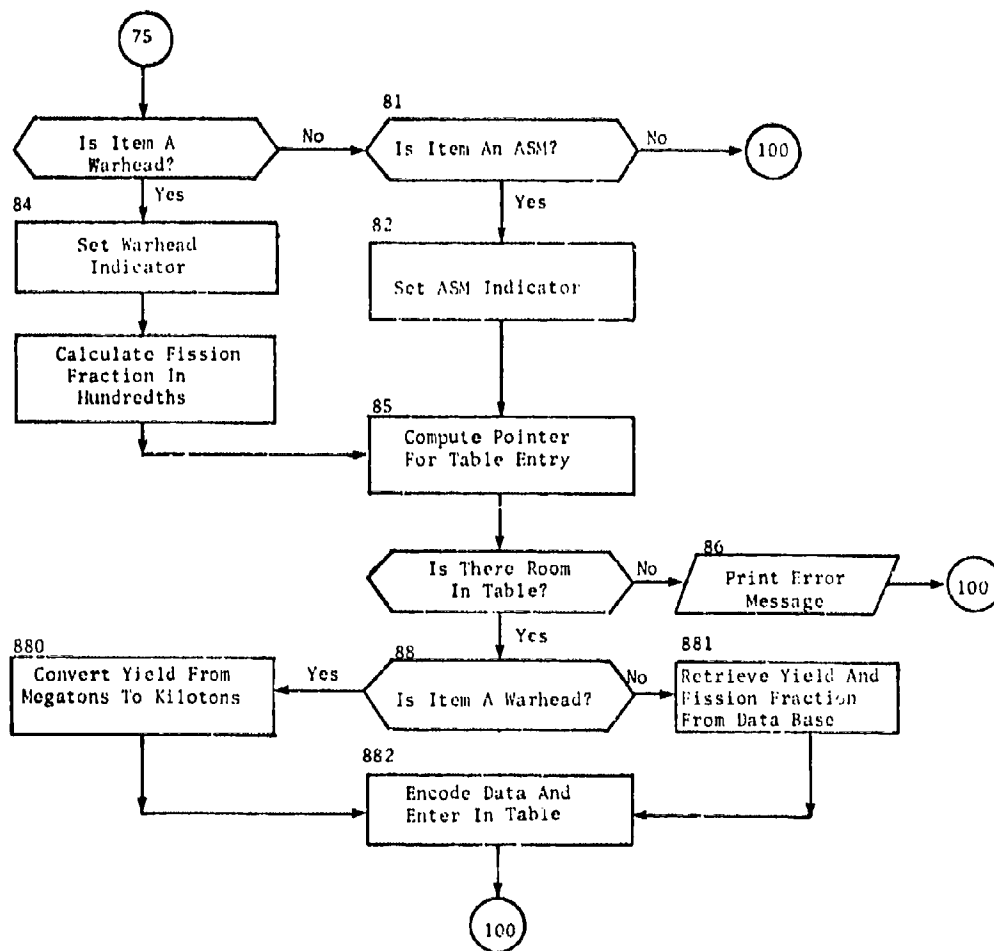 75
81
Is Item A
Warhead?
No
Is Item An ASM?
No
100
Yes
Yes
84
82
Set Warhead
Indicator
Set ASM Indicator
Calculate Fission
Fraction In
Hundredths
85
Compute Pointer
For Table Entry
Is There Room
In Table?
No
86
Print Error
Message
100
Yes
880
88
881
Convert Yield From
Megatons To Kilotons
Yes
Is Item A Warhead?
No
Retrieve Yield And
Fission Fraction
From Data Base
882
Encode Data And
Enter In Table
100